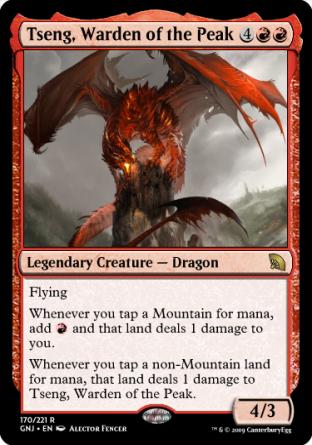 Tseng, Warden of the Peak 4
Legendary Creature — Dragon
Flying
Whenever you tap a Mountain for mana,
add and that land deals 1 damage to
you.
Whenever you tap a non-Mountain land
for mana, that land deals 1 damage to
Tseng, Warden of the Peak.
4/3
170/221 R
GNJ • EN ALECTOR FENCER
™ & © 2019 CanterburyEgg